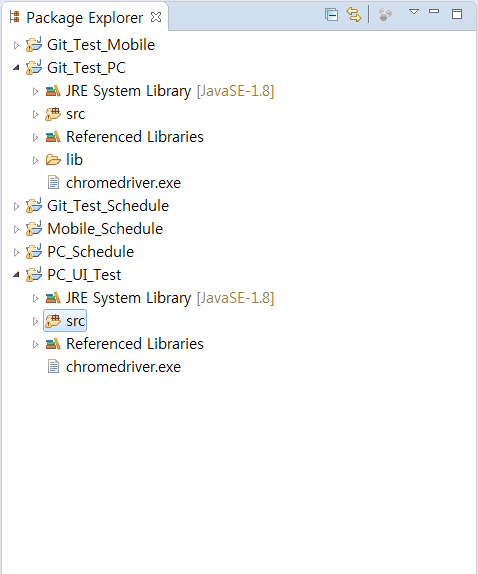 Package Explorer
Git_Test_Mobile
Git_Test_PC
JRE System Library [JavaSE-1.8]
src
Referenced Libraries
lib
chromedriver.exe
Git_Test_Schedule
Mobile_Schedule
PC_Schedule
PC_UI_Test
JRE System Library [JavaSE-1.8]
src
Referenced Libraries
chromedriver.exe